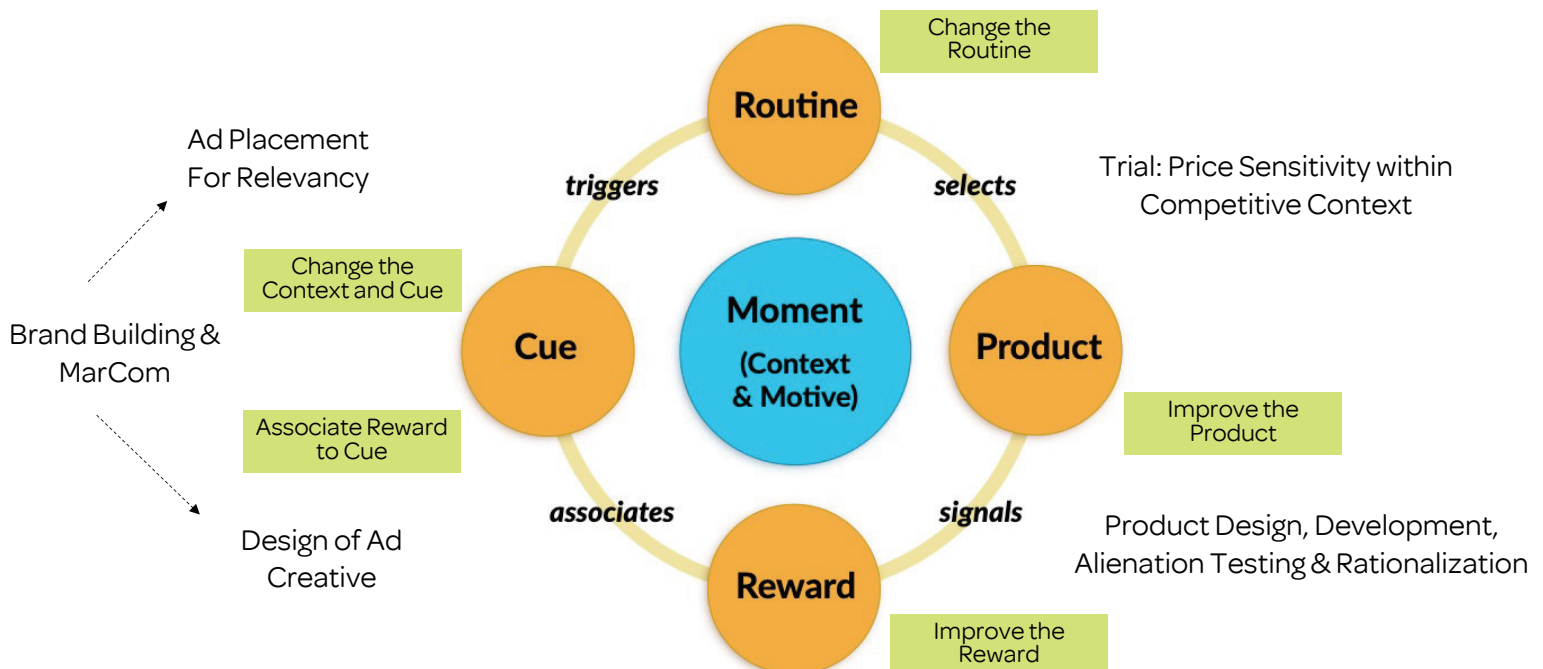 Change the
Routine
Routine
Ad Placement
For Relevancy
triggers
selects
Trial: Price Sensitivity within
Competitive Context
Change the
Context and Cue
Moment
(Context
& Motive)
Cue
Product
Brand Building &
MarCom
Associate Reward
to Cue
Improve the
Product
associates
signals
Design of Ad
Creative
Product Design, Development,
Alienation Testing & Rationalization
Reward
Improve the
Reward